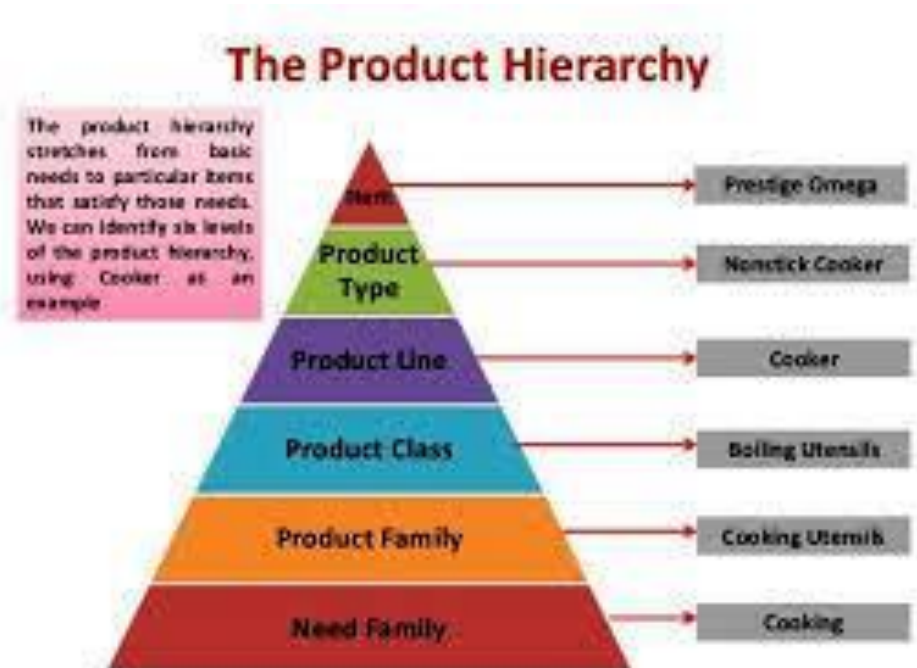 The Product Hierarchy
The product hierarchy
stretches from basic
needs to particular items
that satisfy those needs.
We can identify six levels
of the product hierarchy,
using Cooker as an
example
Item
Prestige Omega
Product
Type
Nonstick Cooker
Product Line
Cooker
Product Class
Boiling Utensils
Product Family
Cooking Utensils
Need Family
Cooking